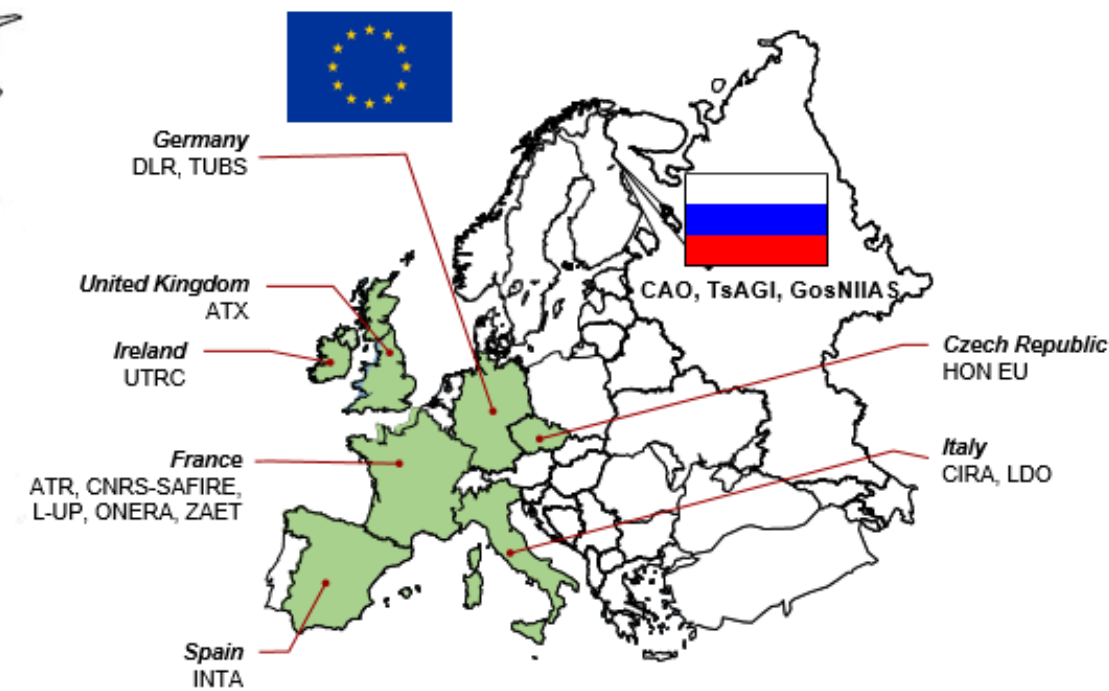 Germany
DLR, TUBS
United Kingdom
ATX
Ireland
UTRC
France
ATR, CNRS-SAFIRE,
L-UP, ONERA, ZAET
Spain
INTA
CAO, TsAGI, GosNIIAS
Czech Republic
HON EU
Italy
CIRA, LDO